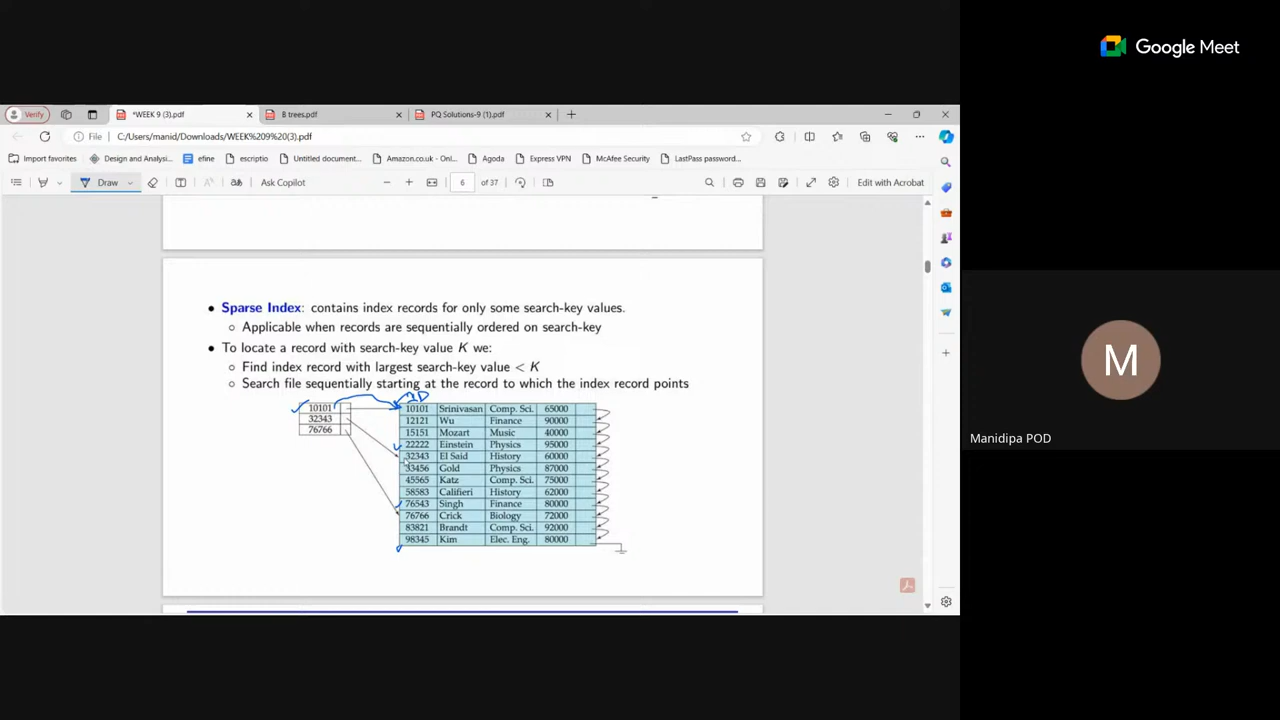 Google Meet
Verify
*WEEK 9 (3).pdf
B trees.pdf
PQ Solutions-9 (1).pdf
File
C:/Users/manid/Downloads/WEEK%209%20(3).pdf
Import favorites
Design and Analysi...
efine
escriptio
Untitled document...
Amazon.co.uk - Onl...
Agoda
Express VPN
McAfee Security
LastPass password...
Draw
Ask Copilot
6 of 37
Edit with Acrobat
• Sparse Index: contains index records for only some search-key values.
Applicable when records are sequentially ordered on search-key
• To locate a record with search-key value K we:
Find index record with largest search-key value < K
Search file sequentially starting at the record to which the index record points
ID
10101
32343
76766
10101 Srinivasan Comp. Sci. 65000
12121 Wu Finance 90000
15151 Mozart Music 40000
22222 Einstein Physics 95000
32343 El Said History 60000
33456 Gold Physics 87000
45565 Katz Comp. Sci. 75000
58583 Califieri History 62000
76543 Singh Finance 80000
76766 Crick Biology 72000
83821 Brandt Comp. Sci. 92000
98345 Kim Elec. Eng. 80000
M
Manidipa POD